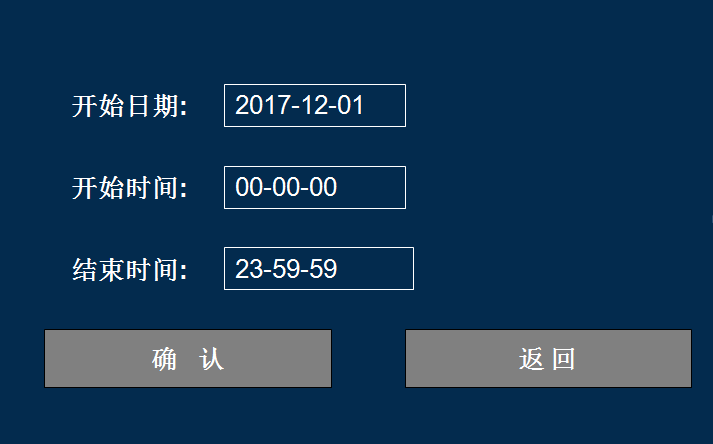 开始日期: 2017-12-01
开始时间: 00-00-00
结束时间: 23-59-59
确 认 返 回